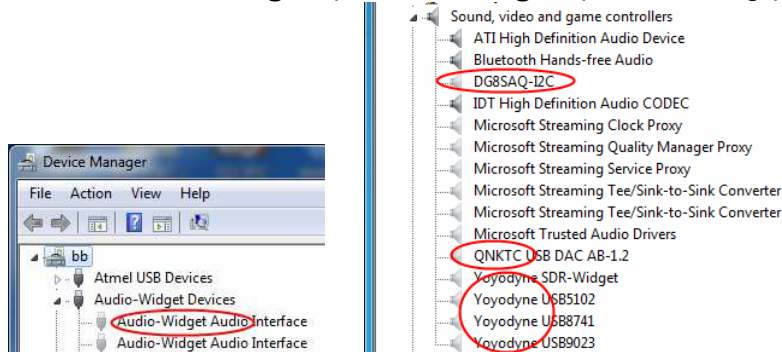 Device Manager
File Action View Help
bb
Atmel USB Devices
Audio-Widget Devices
Audio-Widget Audio Interface
Audio-Widget Audio Interface
Sound, video and game controllers
ATI High Definition Audio Device
Bluetooth Hands-free Audio
DG8SAQ-I2C
IDT High Definition Audio CODEC
Microsoft Streaming Clock Proxy
Microsoft Streaming Quality Manager Proxy
Microsoft Streaming Service Proxy
Microsoft Streaming Tee/Sink-to-Sink Converter
Microsoft Streaming Tee/Sink-to-Sink Converter
Microsoft Trusted Audio Drivers
QNKTC USB DAC AB-1.2
Yoyodyne SDR-Widget
Yoyodyne USB5102
Yoyodyne USB8741
Yoyodyne USB9023